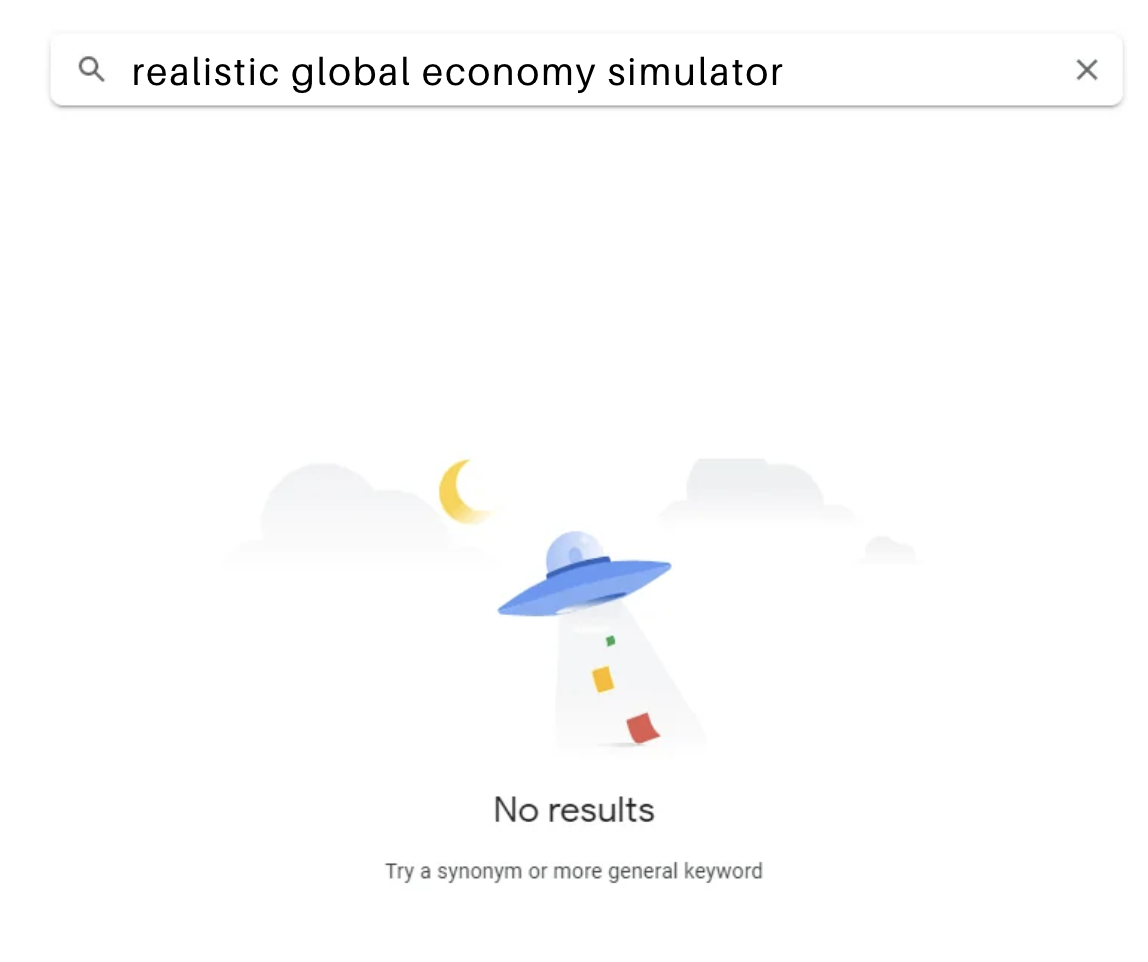 realistic global economy simulator
No results
Try a synonym or more general keyword